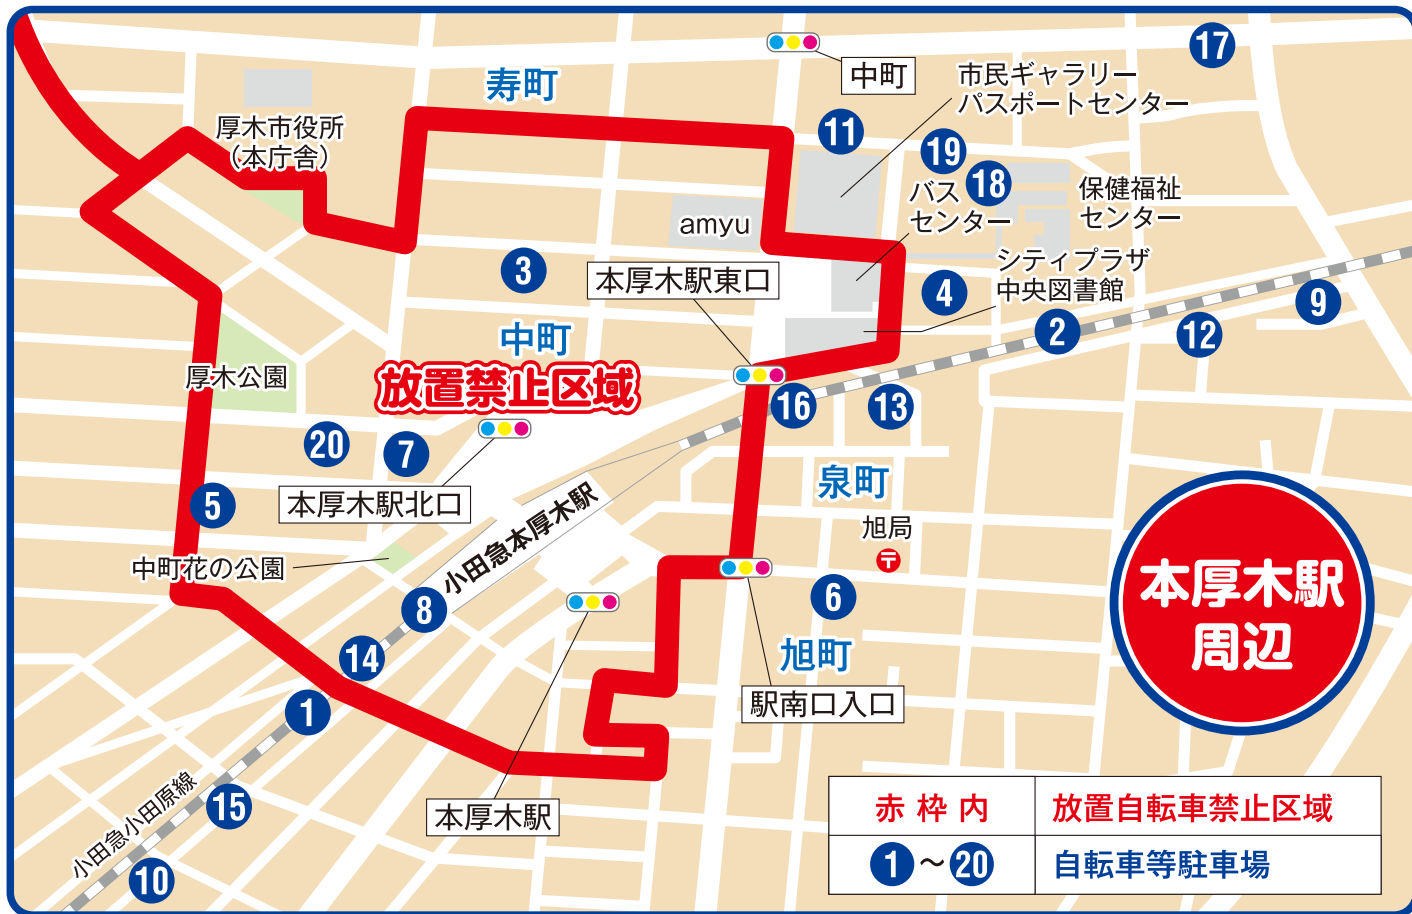 17
中町
寿町
市民ギャラリー
パスポートセンター
厚木市役所
（本庁舎）
11
19
18
バス
センター
保健福祉
センター
amyu
3
本厚木駅東口
4
シティプラザ
中央図書館
2
9
12
中町
放置禁止区域
厚木公園
16
13
20
7
本厚木駅北口
泉町
5
小田急本厚木駅
旭局
〒
中町花の公園
8
6
旭町
14
1
駅南口入口
本厚木駅
周辺
小田急小田原線
15
10
本厚木駅
赤枠内
放置自転車禁止区域
1～20
自転車等駐車場